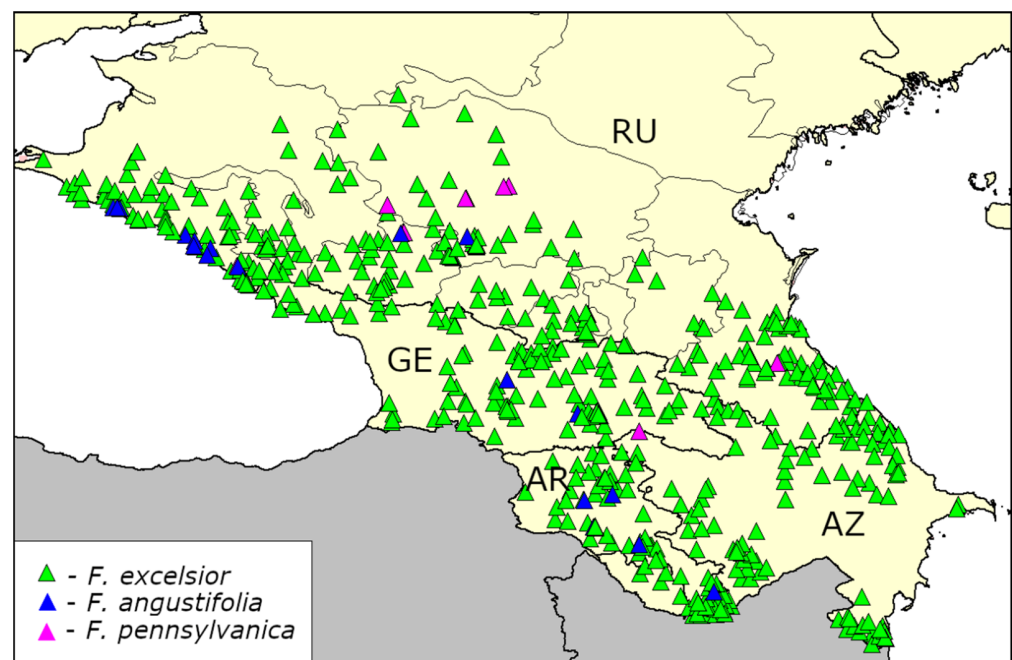 RU
GE
AR
AZ
- F. excelsior
- F. angustifolia
- F. pennsylvanica